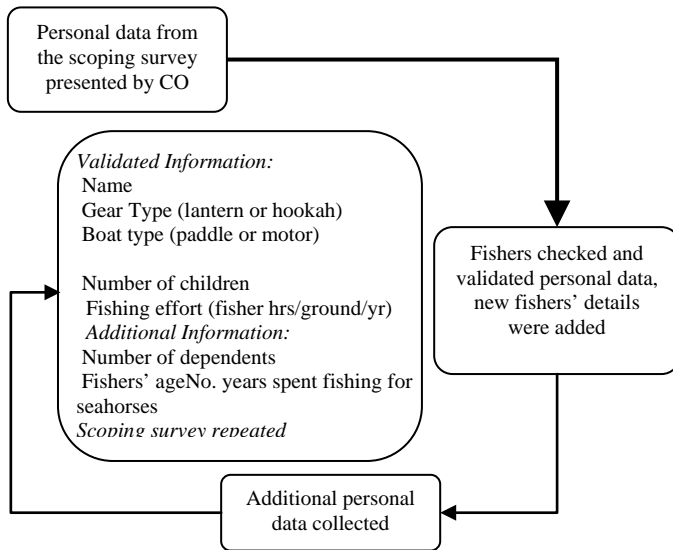 Personal data from
the scoping survey
presented by CO
Validated Information:
Name
Gear Type (lantern or hookah)
Boat type (paddle or motor)
Number of children
Fishing effort (fisher hrs/ground/yr)
Additional Information:
Number of dependents
Fishers' ageNo. years spent fishing for
seahorses
Scoping survey repeated
Fishers checked and
validated personal data,
new fishers' details
were added
Additional personal
data collected